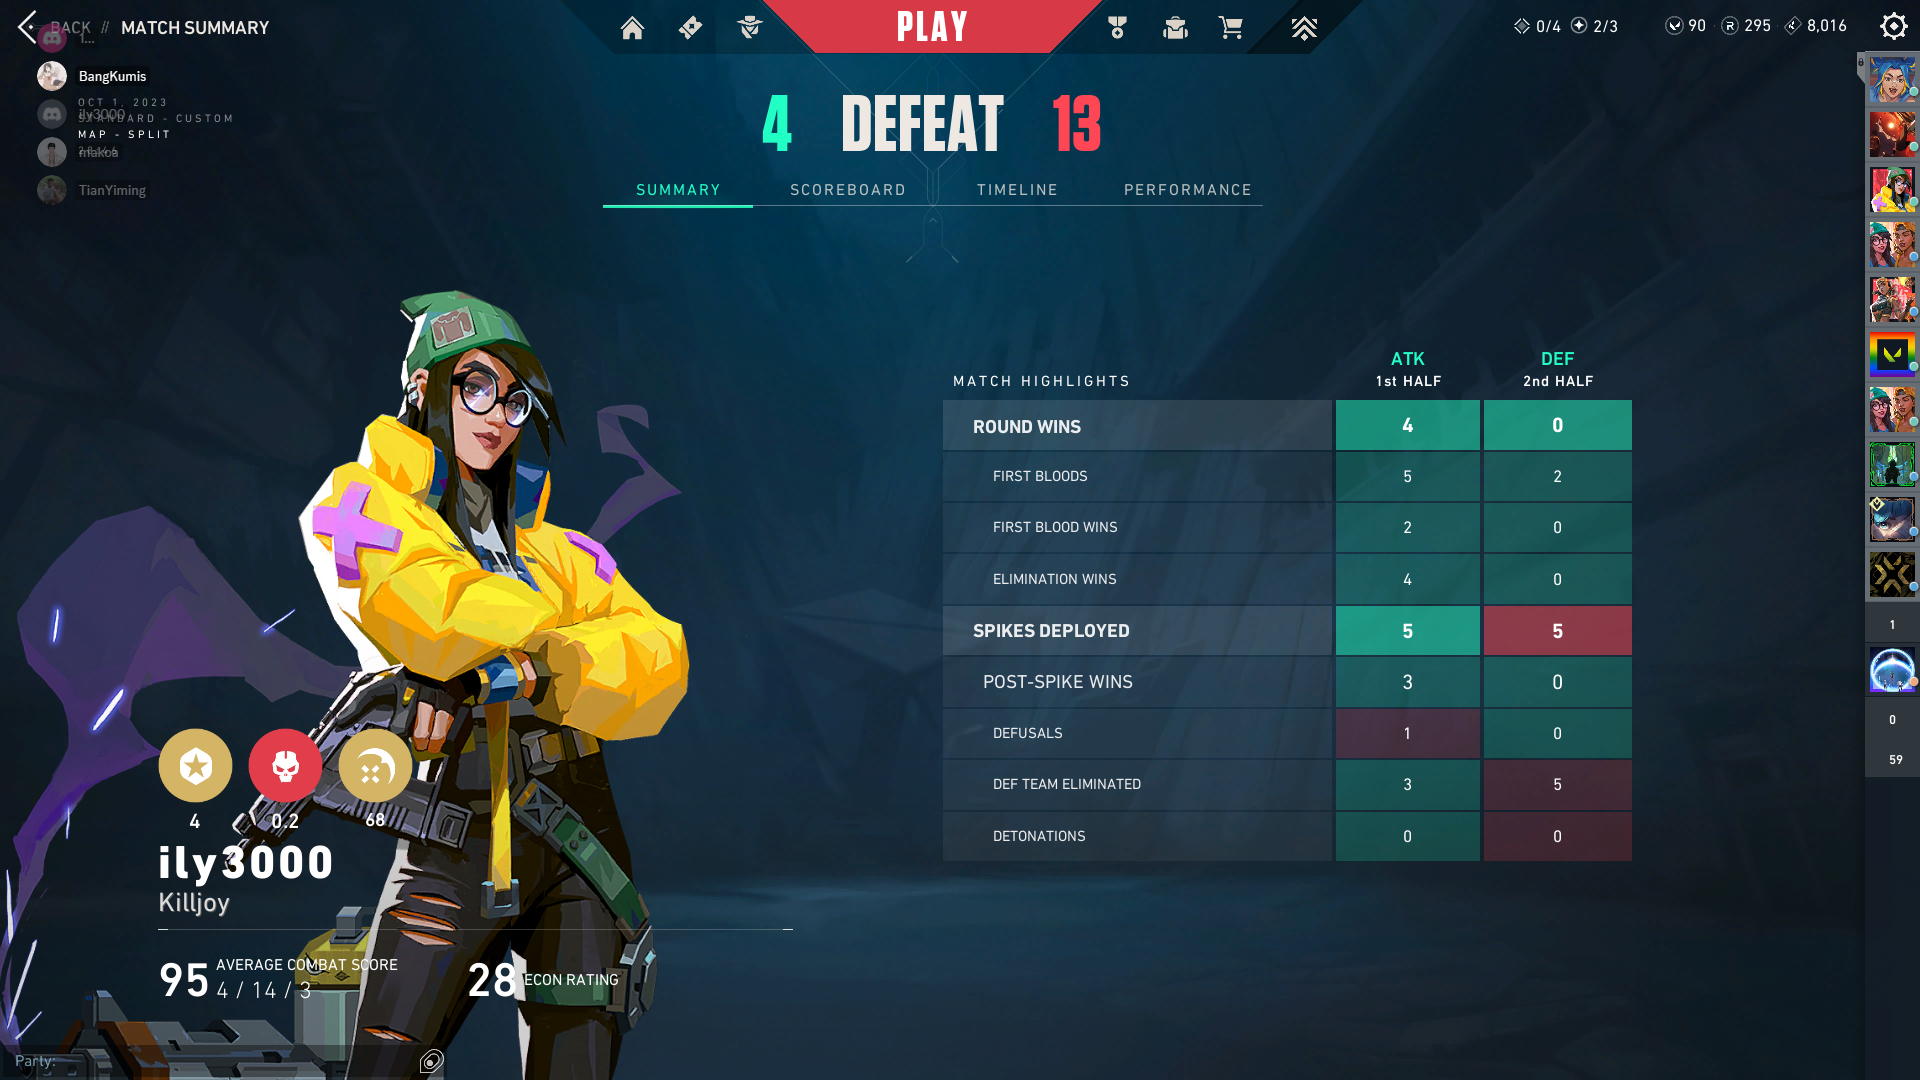 BACK // MATCH SUMMARY
PLAY
0/4 2/3 90 295 8,016
1...
BangKumis
OCT 1, 2023
ily3000
STANDARD - CUSTOM
MAP - SPLIT
makoa
TianYiming
4 DEFEAT 13
SUMMARY SCOREBOARD TIMELINE PERFORMANCE
ATK DEF
MATCH HIGHLIGHTS 1st HALF 2nd HALF
ROUND WINS 4 0
FIRST BLOODS 5 2
FIRST BLOOD WINS 2 0
ELIMINATION WINS 4 0
SPIKES DEPLOYED 5 5
POST-SPIKE WINS 3 0
DEFUSALS 1 0
DEF TEAM ELIMINATED 3 5
DETONATIONS 0 0
4 0.2 68
ily3000
Killjoy
95 AVERAGE COMBAT SCORE
4 / 14 / 3
28 ECON RATING
Party:
1
0
59